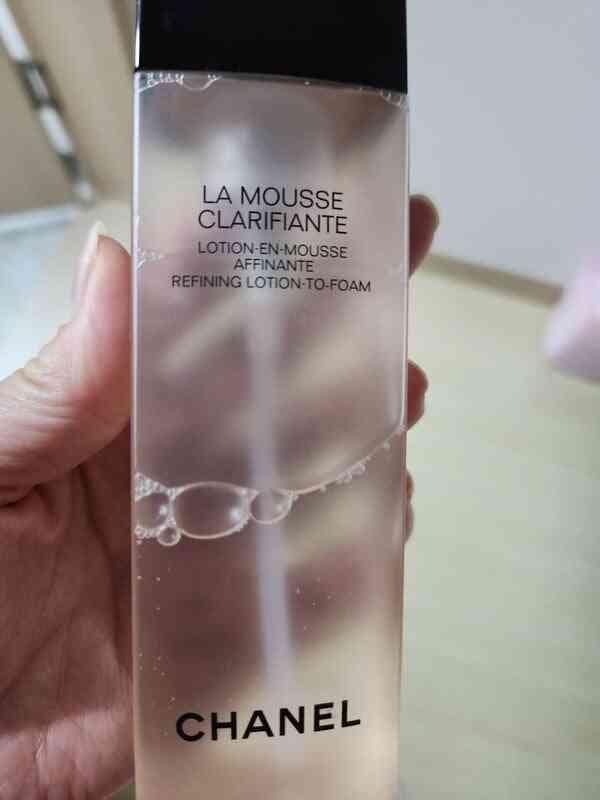 LA MOUSSE
CLARIFIANTE
LOTION-EN-MOUSSE
AFFINANTE
REFINING LOTION-TO-FOAM
CHANEL